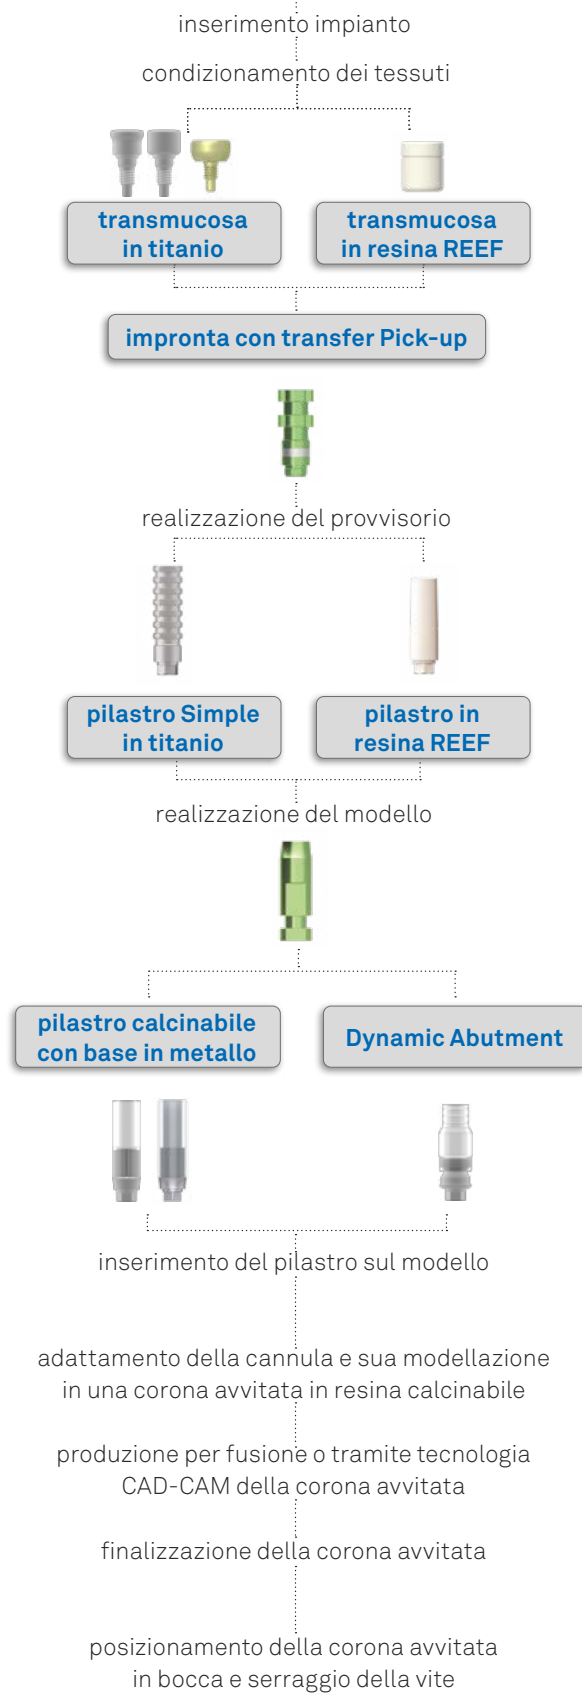 inserimento impianto
condizionamento dei tessuti
transmucosa
in titanio
transmucosa
in resina REEF
impronta con transfer Pick-up
realizzazione del provvisorio
pilastro Simple
in titanio
pilastro in
resina REEF
realizzazione del modello
pilastro calcinabile
con base in metallo
Dynamic Abutment
inserimento del pilastro sul modello
adattamento della cannula e sua modellazione
in una corona avvitata in resina calcinabile
produzione per fusione o tramite tecnologia
CAD-CAM della corona avvitata
finalizzazione della corona avvitata
posizionamento della corona avvitata
in bocca e serraggio della vite